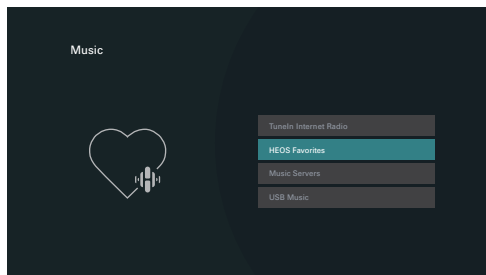 Music
TuneIn Internet Radio
HEOS Favorites
Music Servers
USB Music